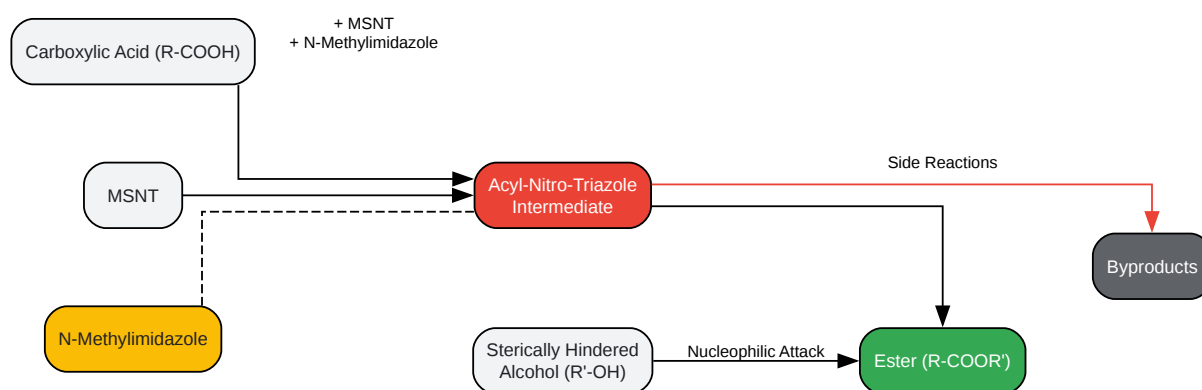 + MSNT
+ N-Methylimidazole
Carboxylic Acid (R-COOH)
Side Reactions
MSNT
Acyl-Nitro-Triazole
Intermediate
Byproducts
N-Methylimidazole
Sterically Hindered
Alcohol (R'-OH)
Nucleophilic Attack
Ester (R-COOR')